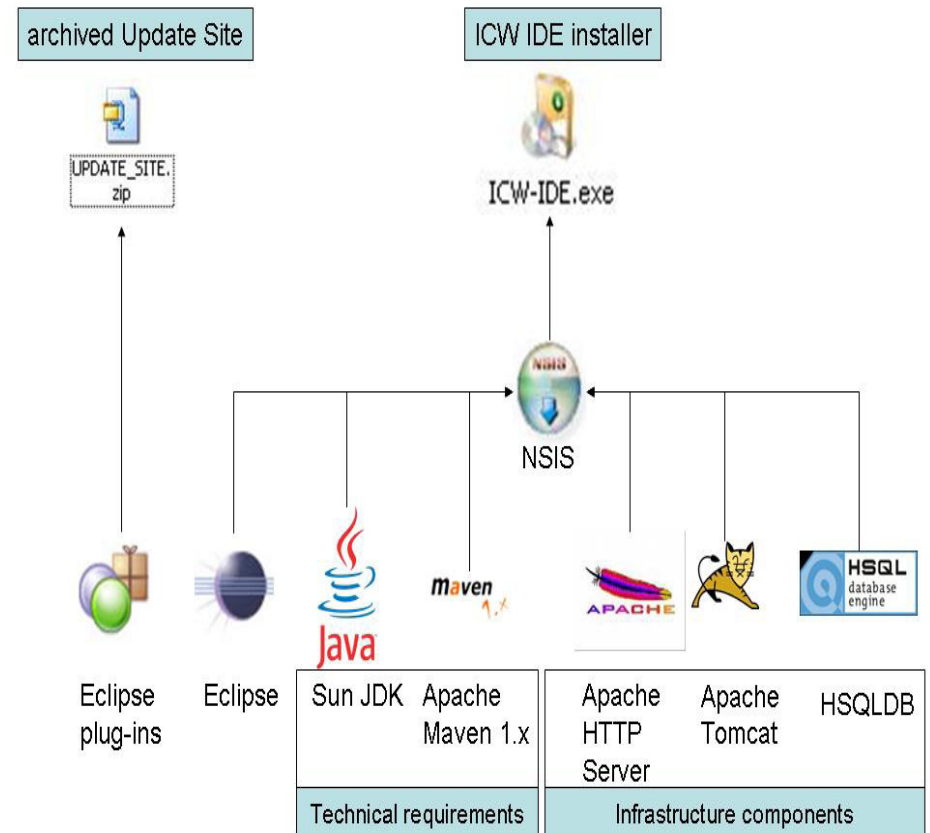 archived Update Site
ICW IDE installer
UPDATE_SITE.
zip
ICW-IDE.exe
NSIS
NSIS
Java
maven
1.x
APACHE
HSQL
database
engine
Eclipse
plug-ins
Eclipse
Sun JDK
Apache
Maven 1.x
Apache
HTTP
Server
Apache
Tomcat
HSQLDB
Technical requirements
Infrastructure components